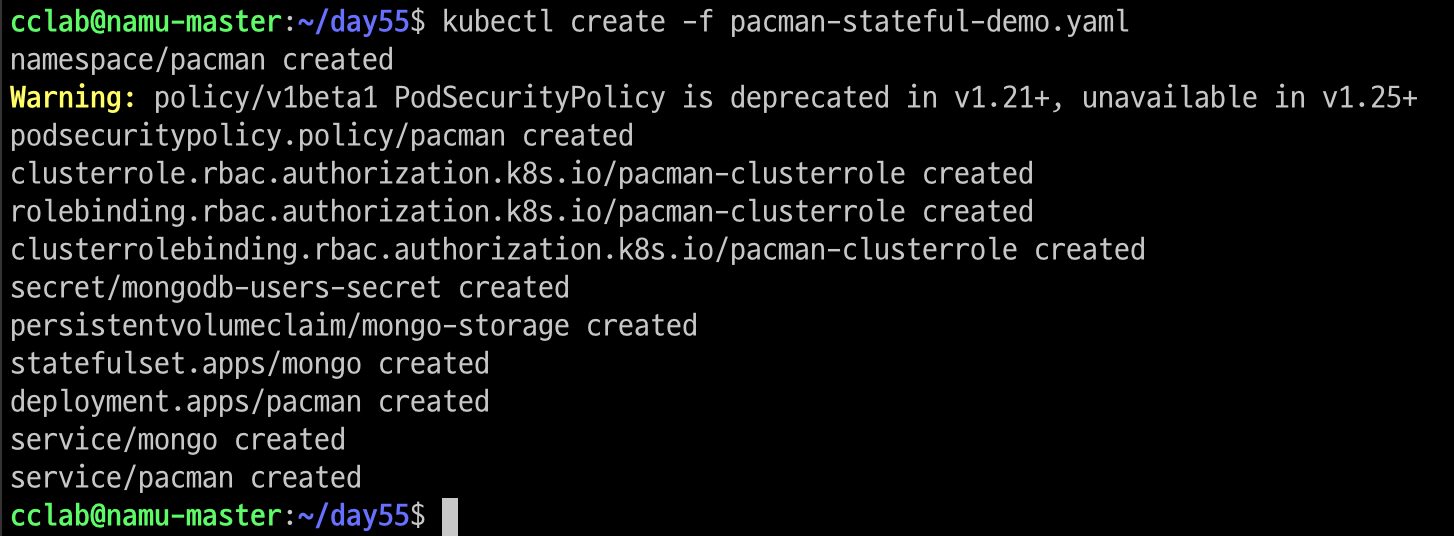 cclab@namu-master:~/day55$ kubectl create -f pacman-stateful-demo.yaml
namespace/pacman created
Warning: policy/v1beta1 PodSecurityPolicy is deprecated in v1.21+, unavailable in v1.25+
podsecuritypolicy.policy/pacman created
clusterrole.rbac.authorization.k8s.io/pacman-clusterrole created
rolebinding.rbac.authorization.k8s.io/pacman-clusterrole created
clusterrolebinding.rbac.authorization.k8s.io/pacman-clusterrole created
secret/mongodb-users-secret created
persistentvolumeclaim/mongo-storage created
statefulset.apps/mongo created
deployment.apps/pacman created
service/mongo created
service/pacman created
cclab@namu-master:~/day55$